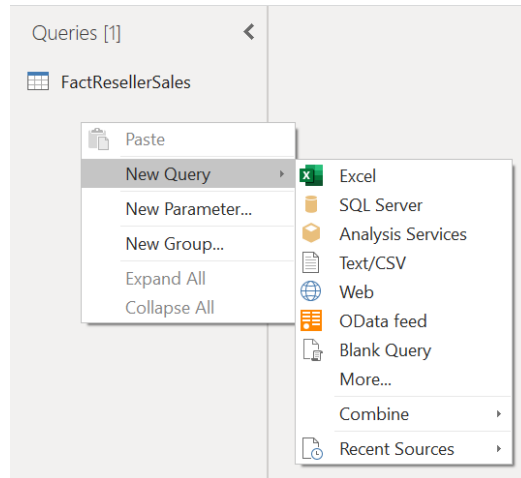 Queries [1]
FactResellerSales
Paste
New Query
New Parameter...
New Group...
Expand All
Collapse All
Excel
SQL Server
Analysis Services
Text/CSV
Web
OData feed
Blank Query
More...
Combine
Recent Sources